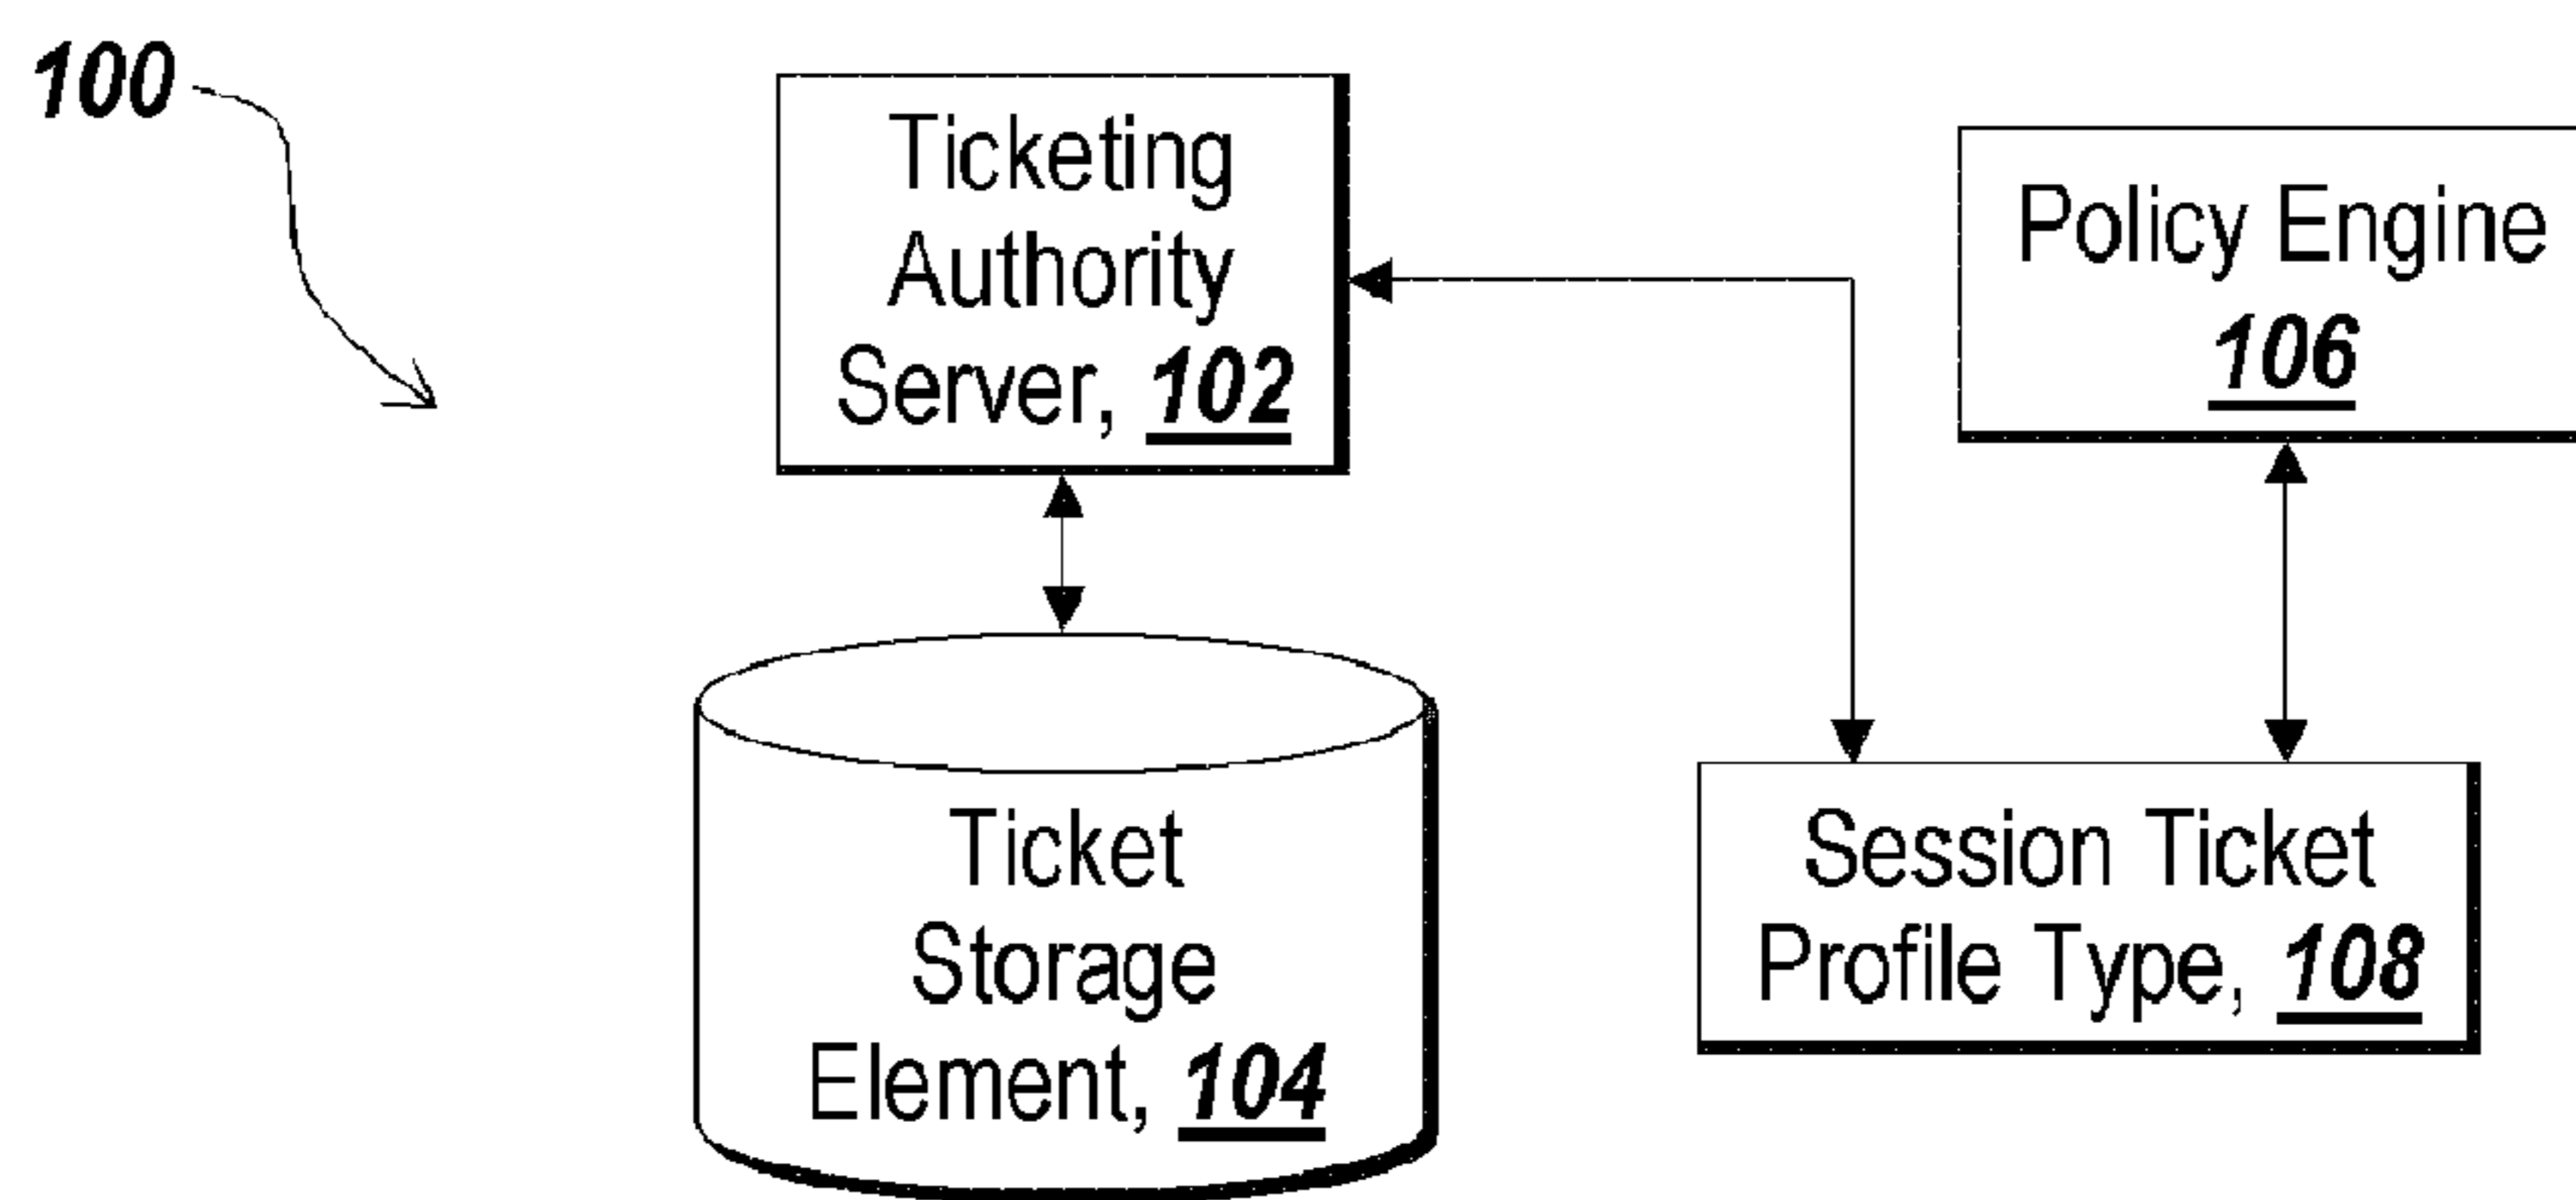 100
Ticketing
Authority
Server, 102
Policy Engine
106
Ticket
Storage
Element, 104
Session Ticket
Profile Type, 108